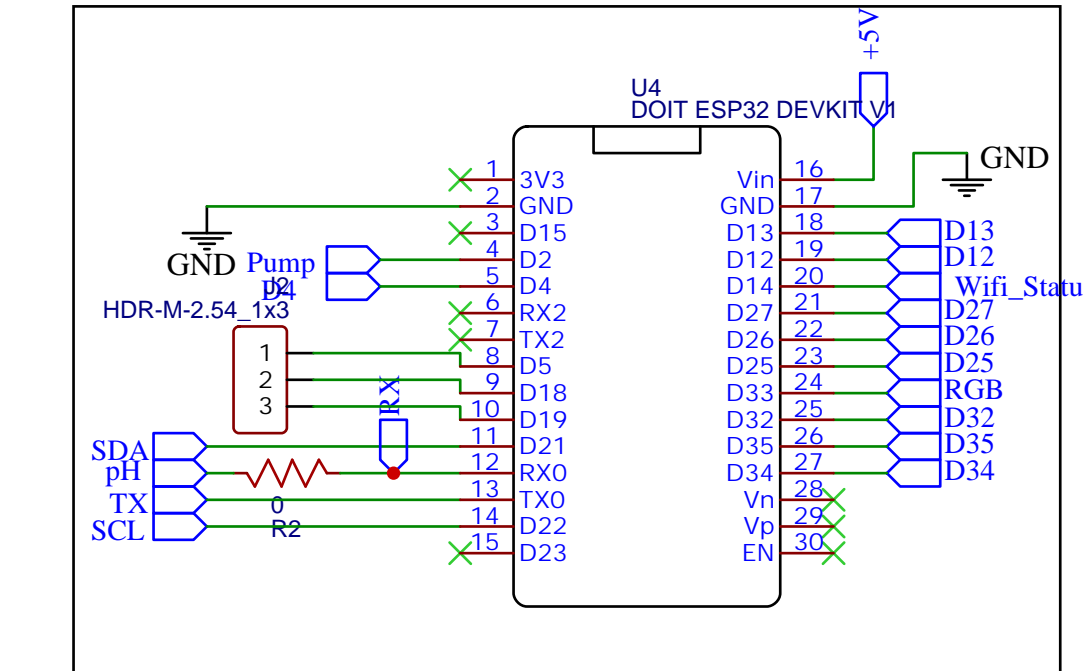 +5V
U4
DOIT ESP32 DEVKIT V1
1 3V3
2 GND
3 D15
4 D2
5 D4
6 RX2
7 TX2
8 D5
9 D18
10 D19
11 D21
12 RX0
13 TX0
14 D22
15 D23
Vin 16
GND 17
D13 18
D12 19
D14 20
D27 21
D26 22
D25 23
D33 24
D32 25
D35 26
D34 27
Vn 28
Vp 29
EN 30
GND
Pump
D4
J2
HDR-M-2.54_1x3
1
2
3
RX
SDA
pH
TX
SCL
0
R2
GND
D13
D12
Wifi_Statu
D27
D26
D25
RGB
D32
D35
D34